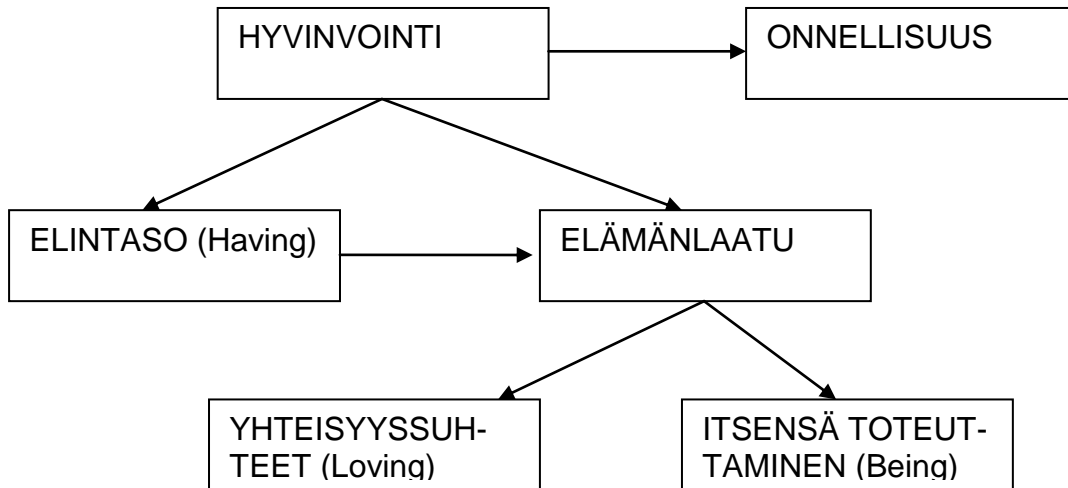 HYVINVOINTI
ONNELLISUUS
ELINTASO (Having)
ELÄMÄNLAATU
YHTEISYYSSUH-
TEET (Loving)
ITSENSÄ TOTEUT-
TAMINEN (Being)